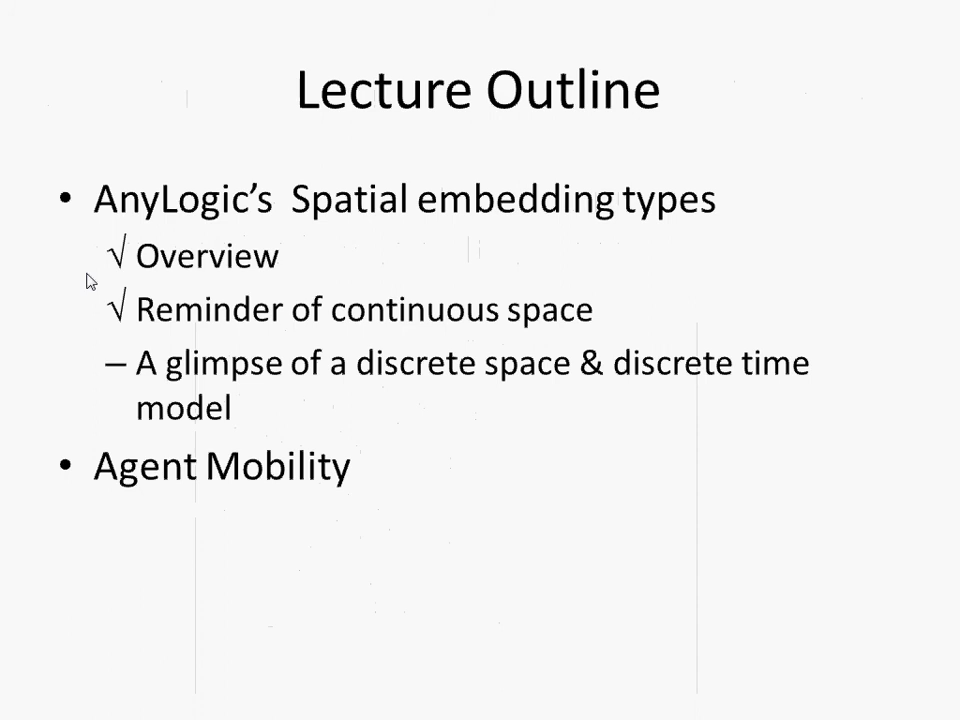 Lecture Outline
• AnyLogic’s Spatial embedding types
√ Overview
√ Reminder of continuous space
– A glimpse of a discrete space & discrete time
model
• Agent Mobility